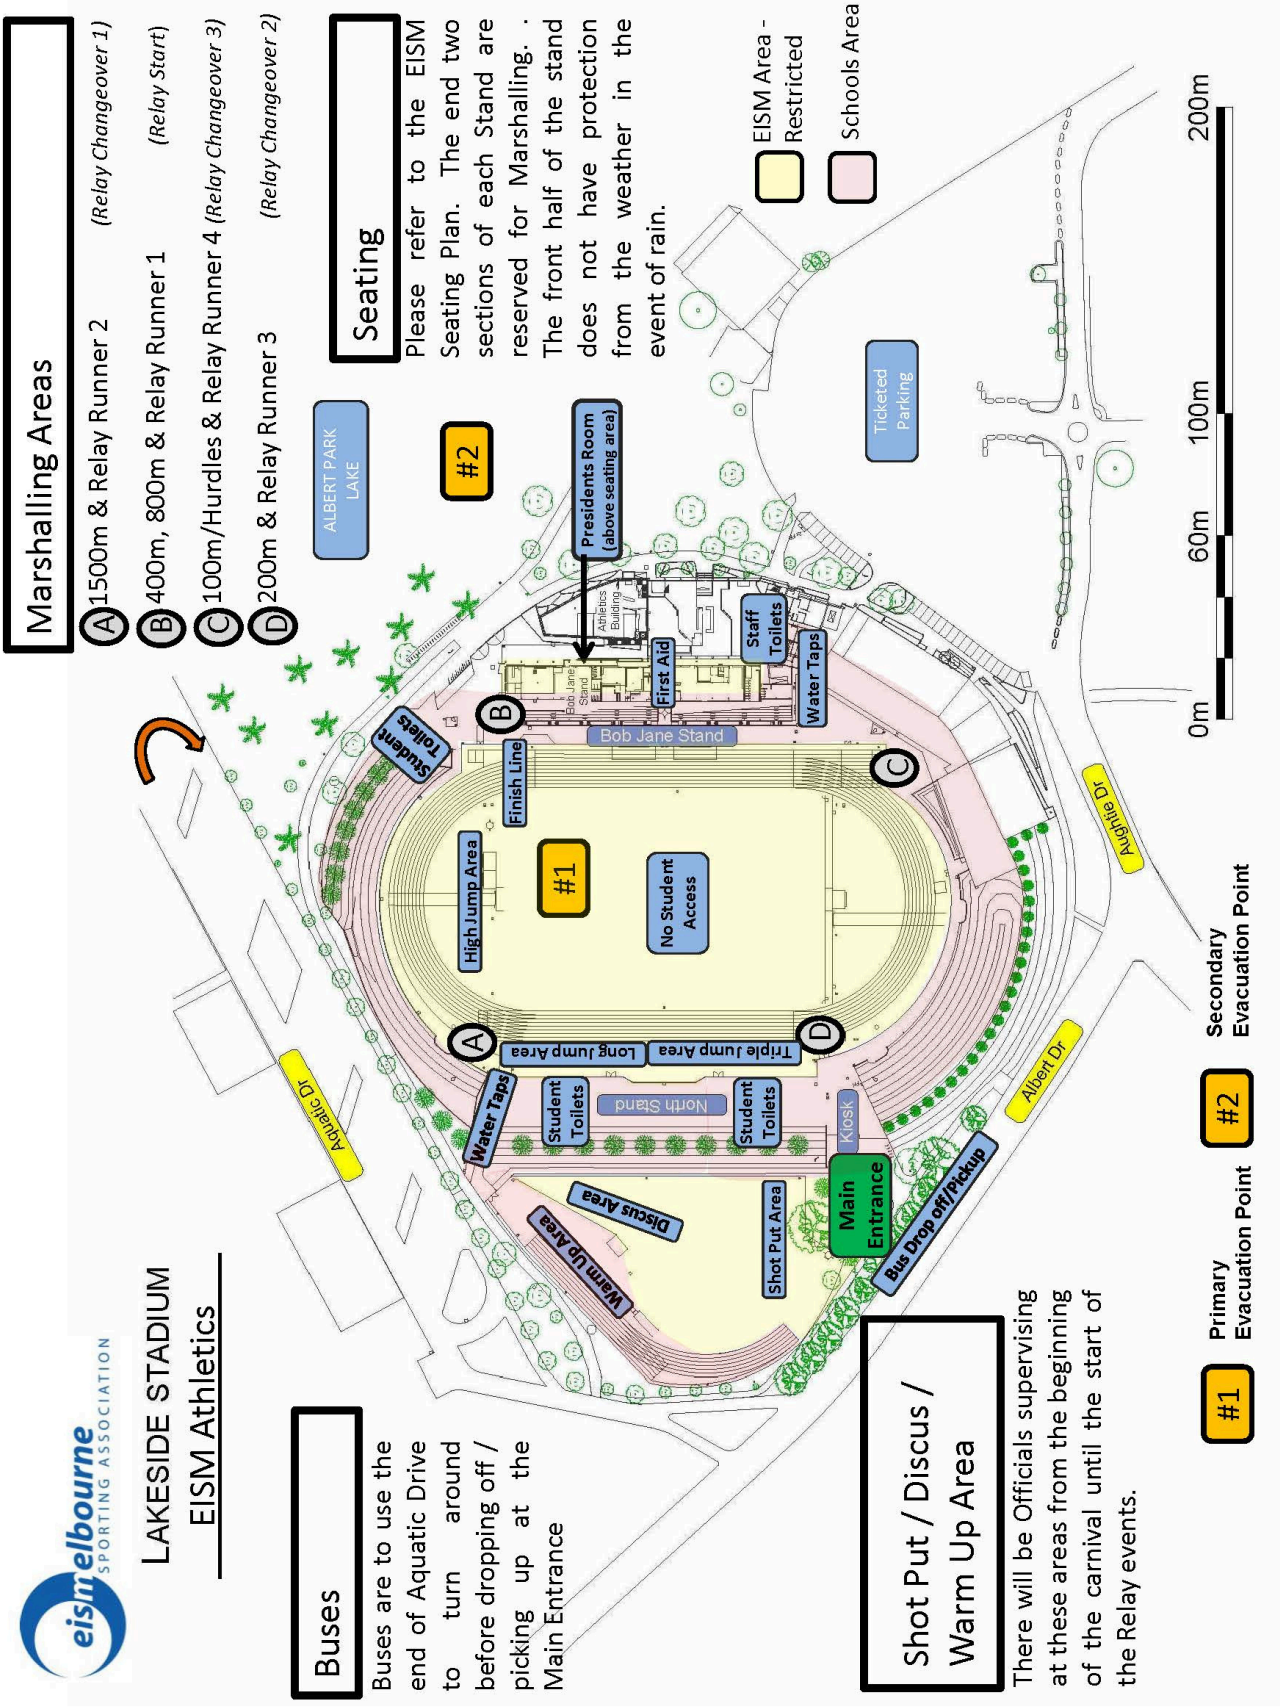 eismelbourne
SPORTING ASSOCIATION
LAKESIDE STADIUM
EISM Athletics
Marshalling Areas
A 1500m & Relay Runner 2 (Relay Changeover 1)
B 400m, 800m & Relay Runner 1 (Relay Start)
C 100m/Hurdles & Relay Runner 4 (Relay Changeover 3)
D 200m & Relay Runner 3 (Relay Changeover 2)
Buses
Buses are to use the
end of Aquatic Drive
to turn around
before dropping off /
picking up at the
Main Entrance
Seating
Please refer to the EISM
Seating Plan. The end two
sections of each Stand are
reserved for Marshalling. .
The front half of the stand
does not have protection
from the weather in the
event of rain.
ALBERT PARK
LAKE
#2
Presidents Room
(above seating area)
Aquatic Dr
Student
Toilets
B
Finish Line
High Jump Area
#1
No Student
Access
Athletics
Building
Bob Jane
Stand
First Aid
Bob Jane Stand
Staff
Toilets
Water Taps
C
A
Long Jump Area
Triple Jump Area
D
Water Taps
Student
Toilets
North Stand
Student
Toilets
Kiosk
Discus Area
Warm Up Area
Shot Put Area
Main
Entrance
Bus Drop off/Pickup
Albert Dr
Aughtie Dr
Ticketed
Parking
EISM Area -
Restricted
Schools Area
Shot Put / Discus /
Warm Up Area
There will be Officials supervising
at these areas from the beginning
of the carnival until the start of
the Relay events.
#1
Primary
Evacuation Point
#2
Secondary
Evacuation Point
0m 60m 100m 200m